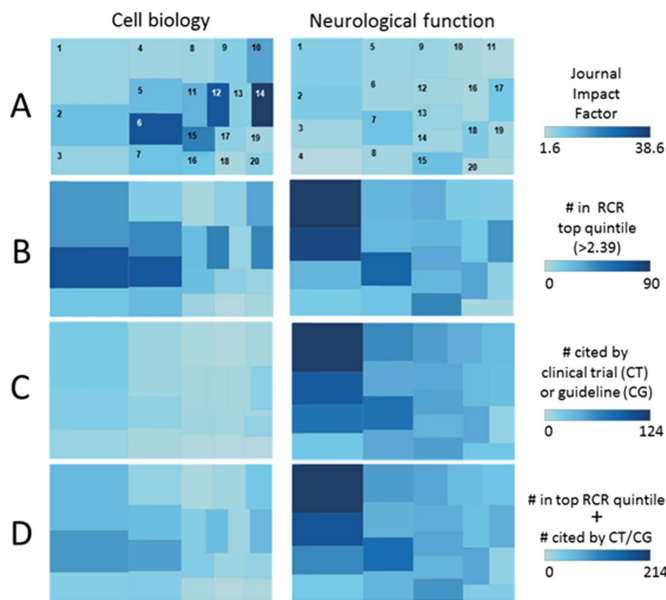 Cell biology
Neurological function
A
1 4 8 9 10
5 11 12 13 14
2
6
15 17 19
3 7 16 18 20
1 5 9 10 11
6 12 16 17
2
13
3 7 14 18 19
4 8 15 20
Journal
Impact
Factor
1.6 38.6
B
# in RCR
top quintile
(>2.39)
0 90
C
# cited by
clinical trial (CT)
or guideline (CG)
0 124
D
# in top RCR quintile
+
# cited by CT/CG
0 214